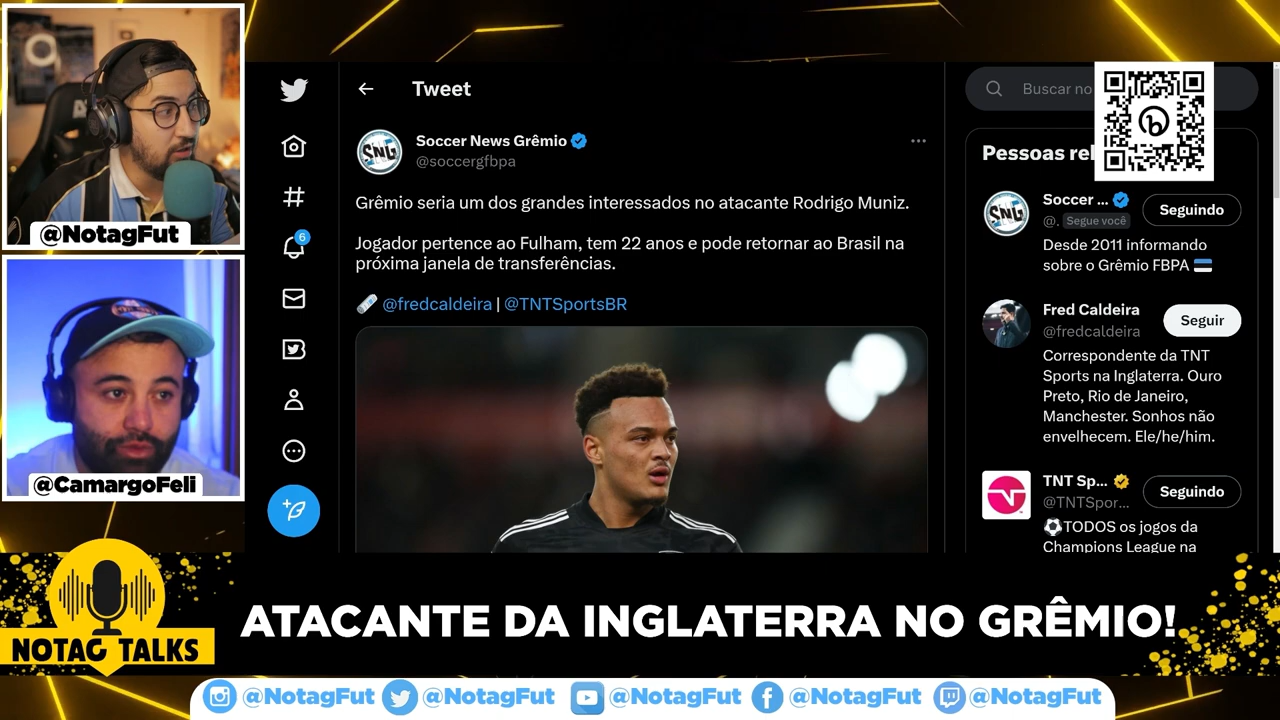 @NotagFut
@CamargoFeli
Tweet
SNG
Soccer News Grêmio
@soccergfbpa
Grêmio seria um dos grandes interessados no atacante Rodrigo Muniz.
Jogador pertence ao Fulham, tem 22 anos e pode retornar ao Brasil na
próxima janela de transferências.
@fredcaldeira | @TNTSportsBR
6
Buscar no
Pessoas rel
SNG
Soccer ...
@. Segue você
Seguindo
Desde 2011 informando
sobre o Grêmio FBPA
Fred Caldeira
@fredcaldeira
Seguir
Correspondente da TNT
Sports na Inglaterra. Ouro
Preto, Rio de Janeiro,
Manchester. Sonhos não
envelhecem. Ele/he/him.
TNT Sp...
@TNTSpor...
Seguindo
TODOS os jogos da
Champions League na
NOTAG TALKS
ATACANTE DA INGLATERRA NO GRÊMIO!
@NotagFut @NotagFut @NotagFut @NotagFut @NotagFut